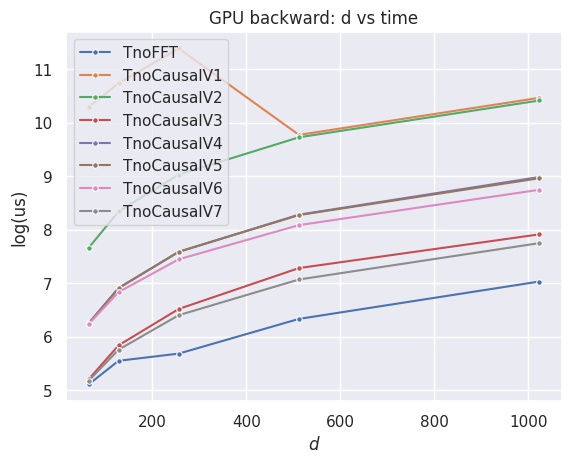 GPU backward: d vs time
TnoFFT
TnoCausalV1
TnoCausalV2
TnoCausalV3
TnoCausalV4
TnoCausalV5
TnoCausalV6
TnoCausalV7
log(us)
11
10
9
8
7
6
5
200 400 600 800 1000
d